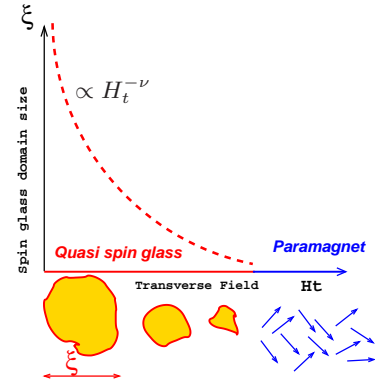 ξ
Spin glass domain size
∝ H_t^{-ν}
Quasi spin glass
Paramagnet
Transverse Field
Ht
ξ